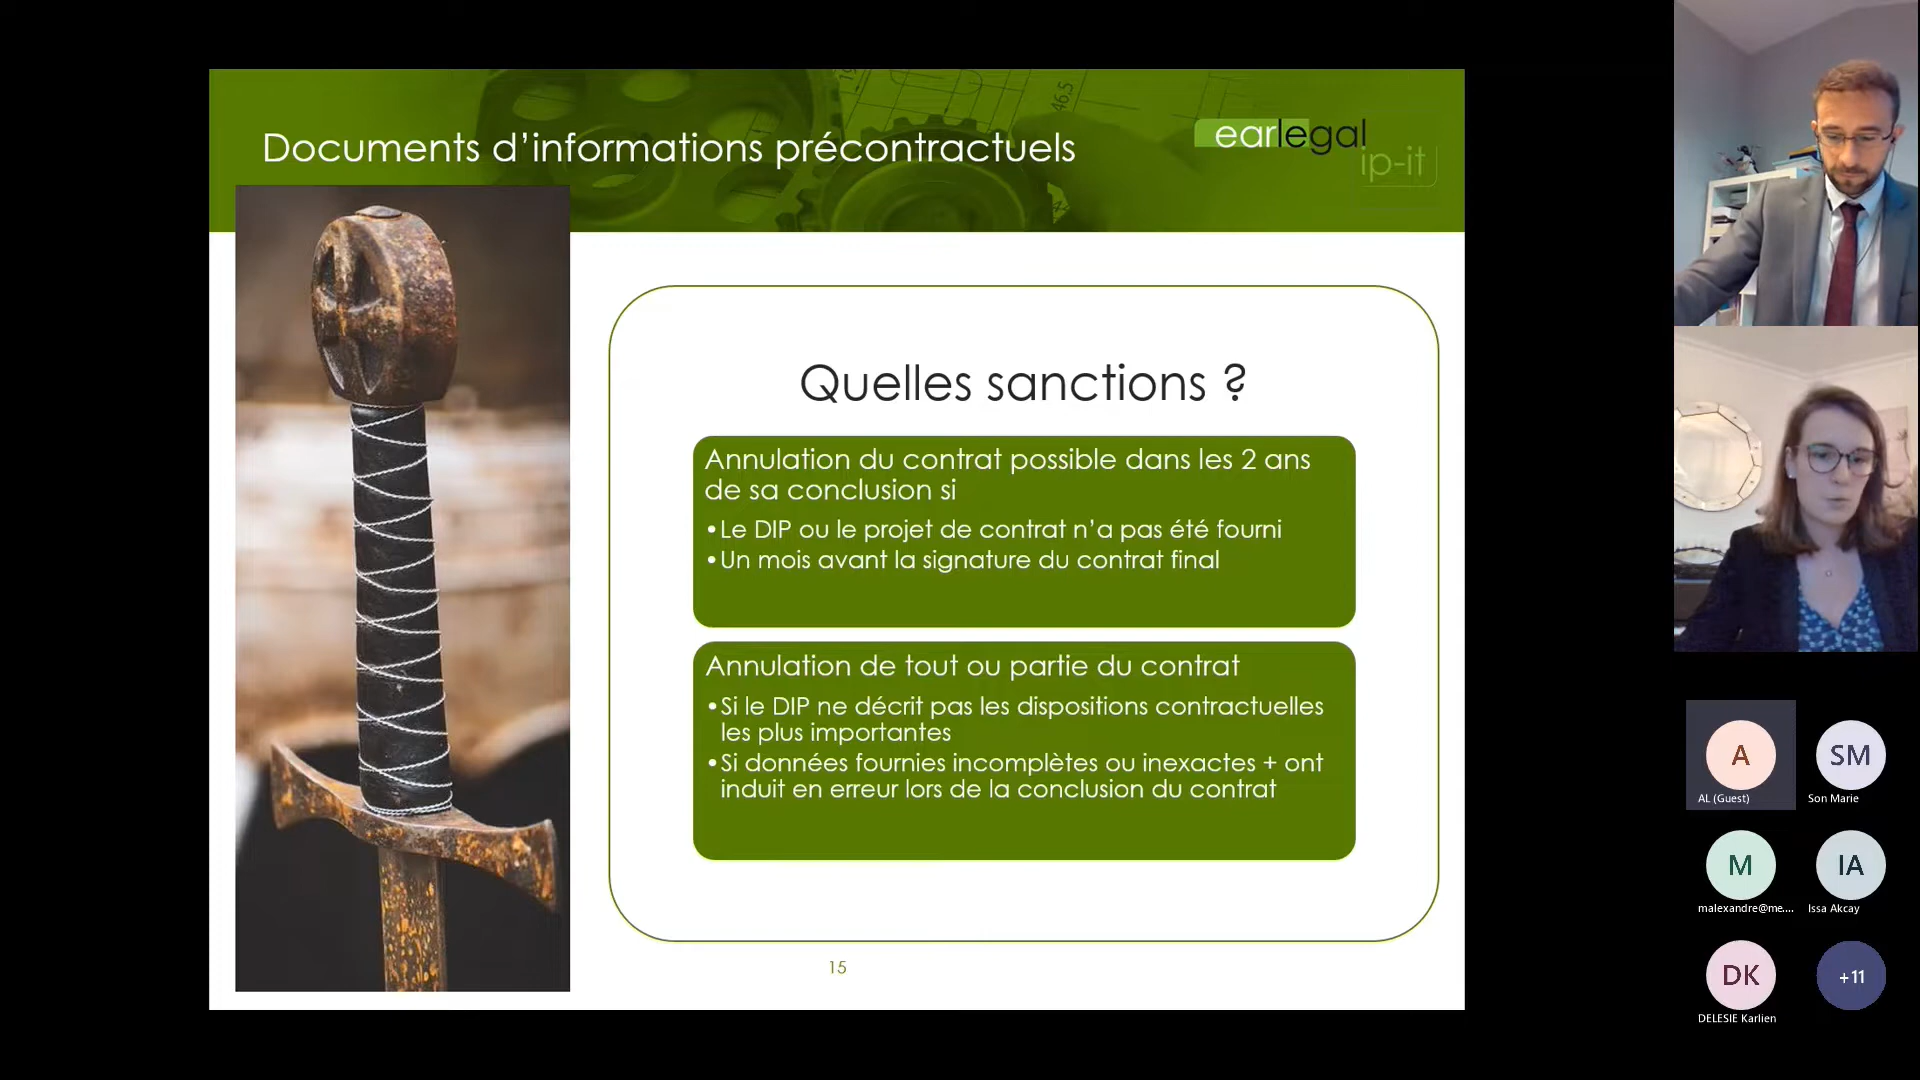 Documents d’informations précontractuels
earlegal
ip-it
46,5
Quelles sanctions ?
Annulation du contrat possible dans les 2 ans
de sa conclusion si
•Le DIP ou le projet de contrat n’a pas été fourni
•Un mois avant la signature du contrat final
Annulation de tout ou partie du contrat
•Si le DIP ne décrit pas les dispositions contractuelles
les plus importantes
•Si données fournies incomplètes ou inexactes + ont
induit en erreur lors de la conclusion du contrat
15
A
AL (Guest)
SM
Son Marie
M
malexandre@me....
IA
Issa Akcay
DK
DELESIE Karlien
+11